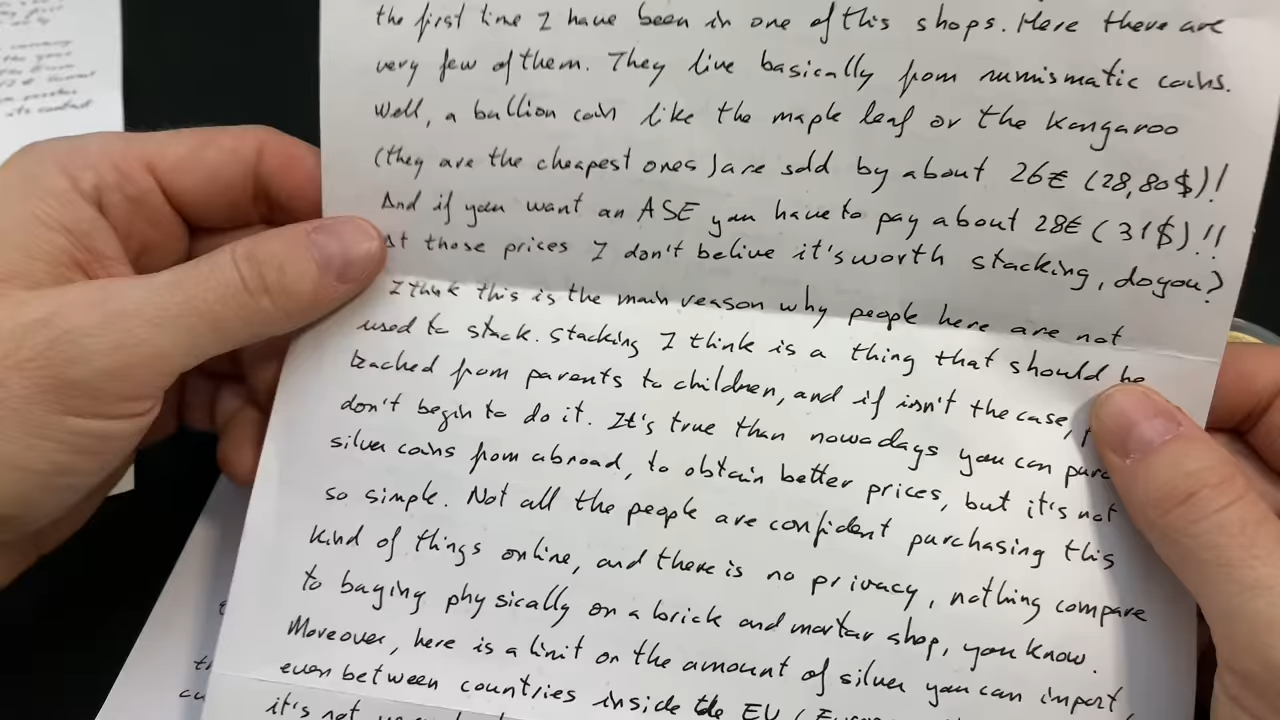 the first time I have been in one of this shops. Here there are
very few of them. They live basically from numismatic coins.
Well, a bullion coin like the maple leaf or the Kangaroo
(they are the cheapest ones) are sold by about 26€ (28,80$)!
And if you want an ASE you have to pay about 28€ (31$)!!
At those prices I don't belive it's worth stacking, do you?
I think this is the main reason why people here are not
used to stack. Stacking I think is a thing that should be
teached from parents to children, and if isn't the case,
don't begin to do it. It's true than nowadays you can purc
silver coins from abroad, to obtain better prices, but it's not
so simple. Not all the people are confident purchasing this
kind of things online, and there is no privacy, nothing compare
to buying physically on a brick and mortar shop, you know.
Moreover, here is a limit on the amount of silver you can import,
even between countries inside the EU (Euro
it's not